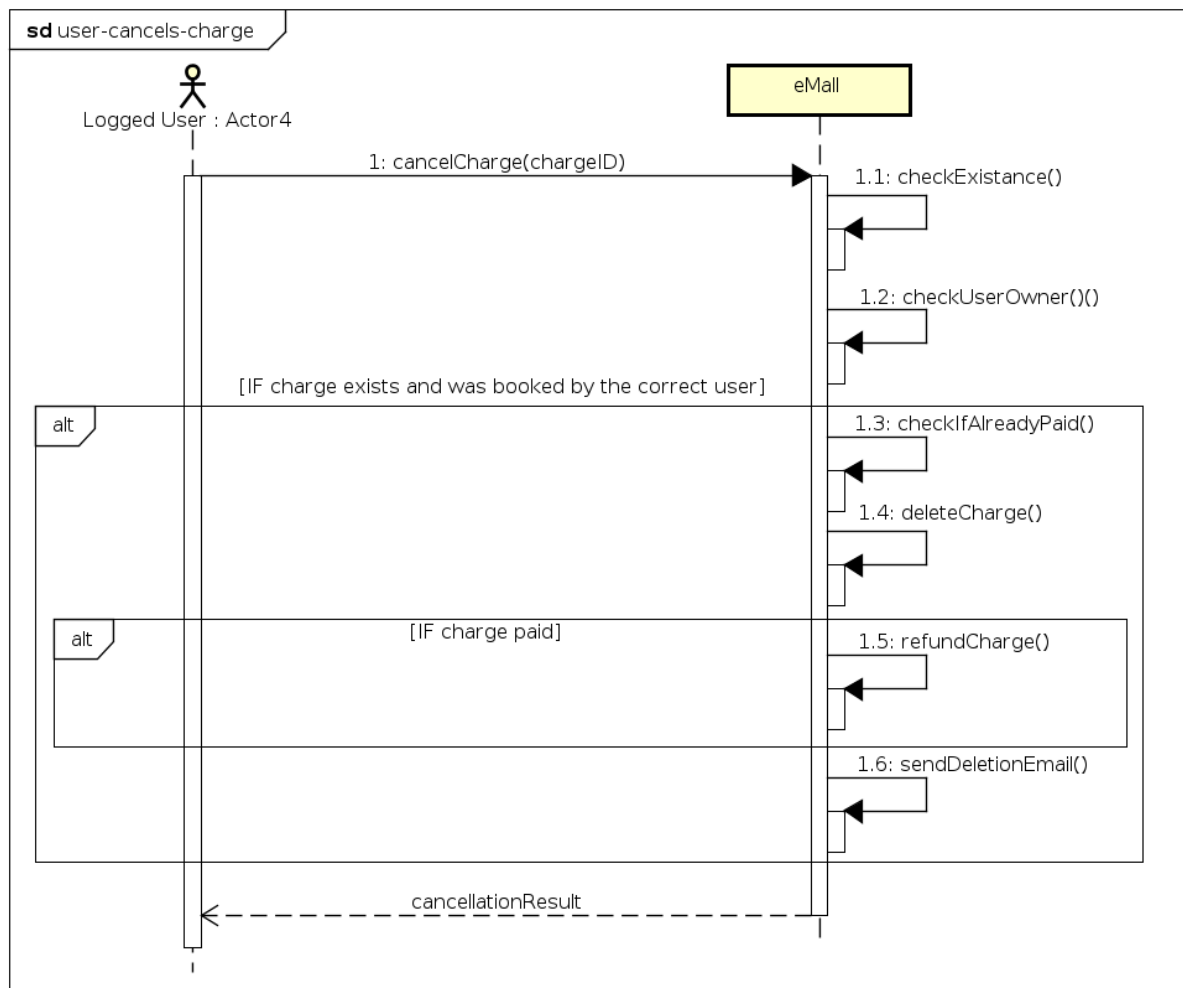 sd user-cancels-charge
Logged User : Actor4
eMall
1: cancelCharge(chargeID)
1.1: checkExistance()
1.2: checkUserOwner()()
[IF charge exists and was booked by the correct user]
alt
1.3: checkIfAlreadyPaid()
1.4: deleteCharge()
alt
[IF charge paid]
1.5: refundCharge()
1.6: sendDeletionEmail()
cancellationResult